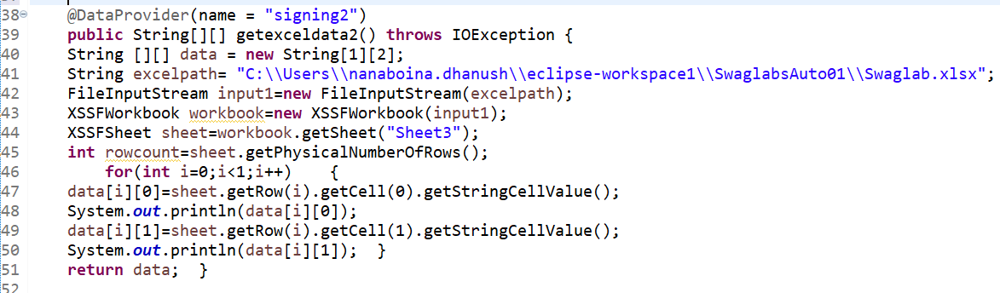 38 @DataProvider(name = "signing2")
39 public String[][] getexceldata2() throws IOException {
40 String [][] data = new String[1][2];
41 String excelpath= "C:\\Users\\nanaboina.dhanush\\eclipse-workspace1\\SwaglabsAuto01\\Swaglab.xlsx";
42 FileInputStream input1=new FileInputStream(excelpath);
43 XSSFWorkbook workbook=new XSSFWorkbook(input1);
44 XSSFSheet sheet=workbook.getSheet("Sheet3");
45 int rowcount=sheet.getPhysicalNumberOfRows();
46 for(int i=0;i<1;i++) {
47 data[i][0]=sheet.getRow(i).getCell(0).getStringCellValue();
48 System.out.println(data[i][0]);
49 data[i][1]=sheet.getRow(i).getCell(1).getStringCellValue();
50 System.out.println(data[i][1]); }
51 return data; }
52